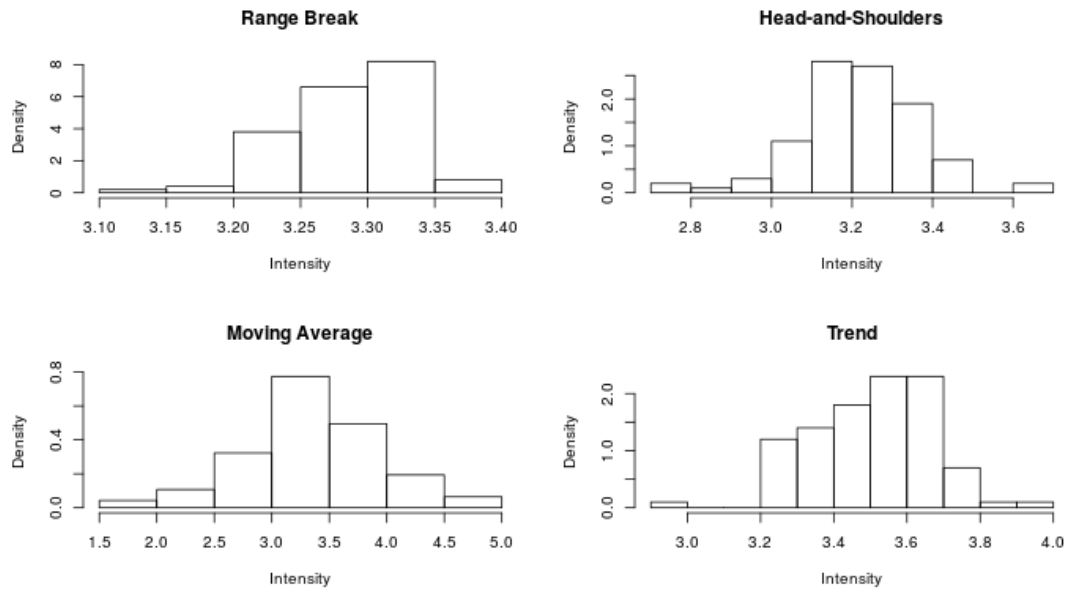 Range Break
Density
0 2 4 6 8
3.10 3.15 3.20 3.25 3.30 3.35 3.40
Intensity
Head-and-Shoulders
Density
0.0 1.0 2.0
2.8 3.0 3.2 3.4 3.6
Intensity
Moving Average
Density
0.0 0.4 0.8
1.5 2.0 2.5 3.0 3.5 4.0 4.5 5.0
Intensity
Trend
Density
0.0 1.0 2.0
3.0 3.2 3.4 3.6 3.8 4.0
Intensity